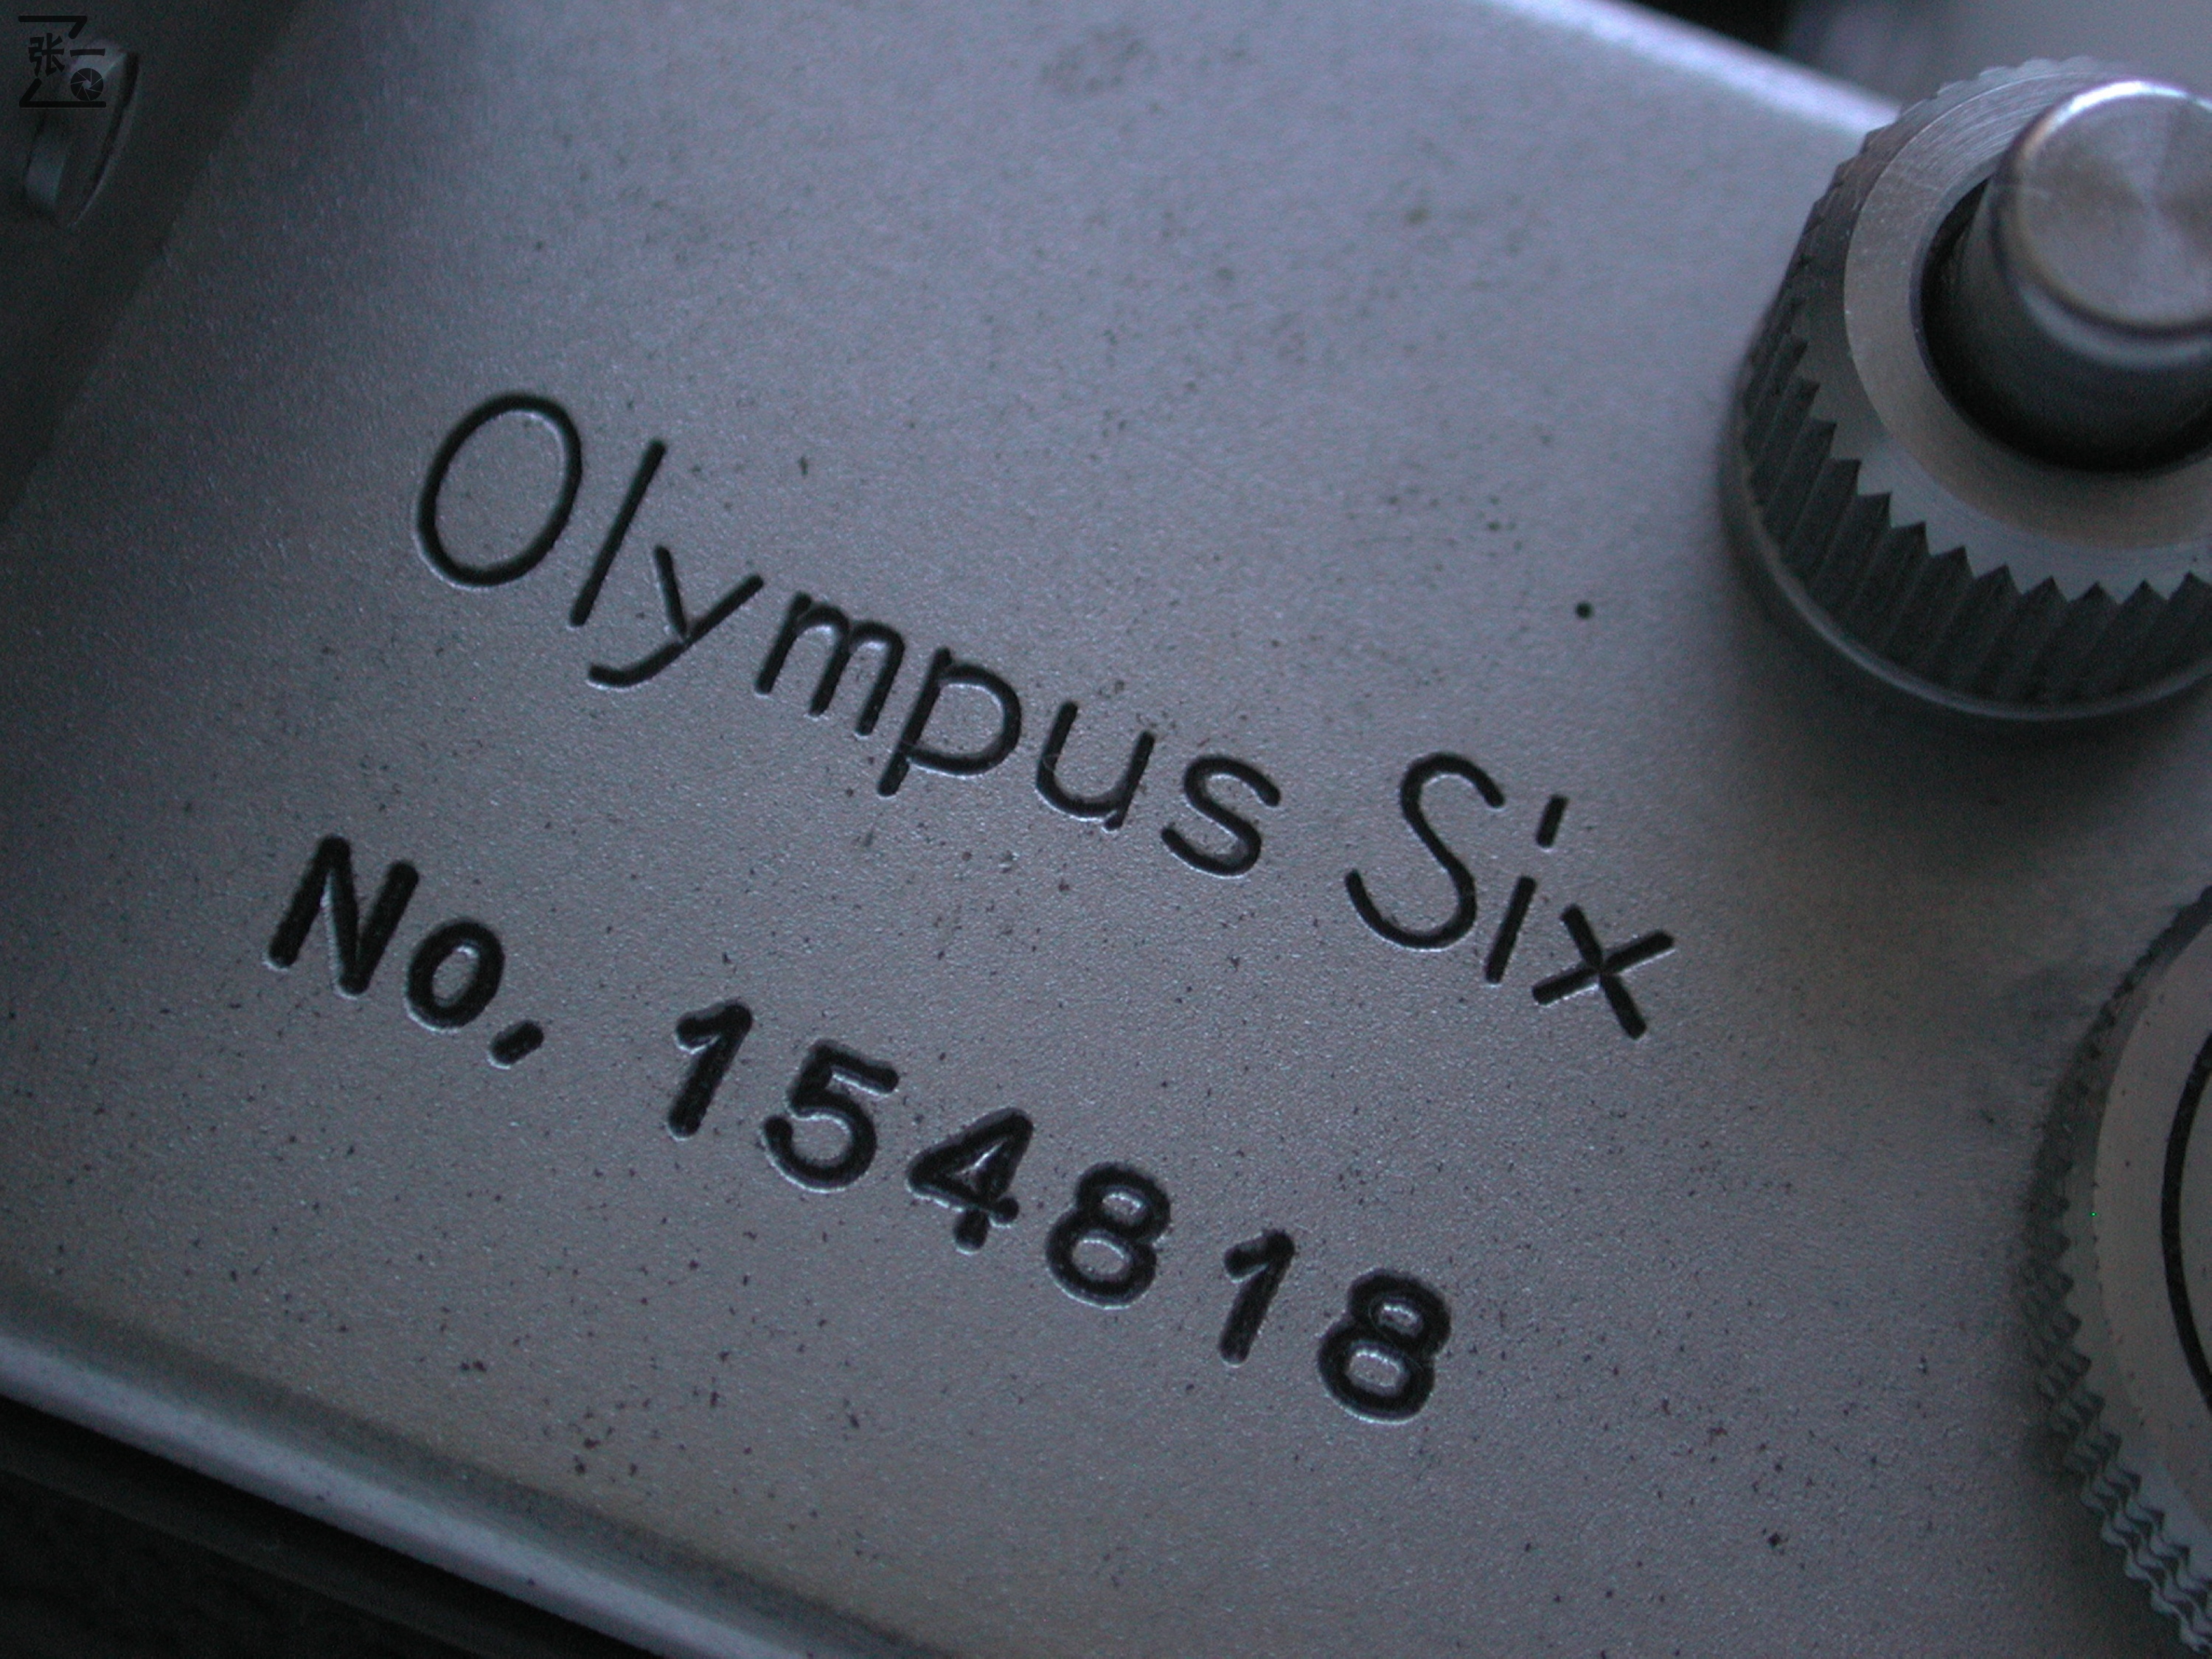 张一
Olympus Six
No. 154818